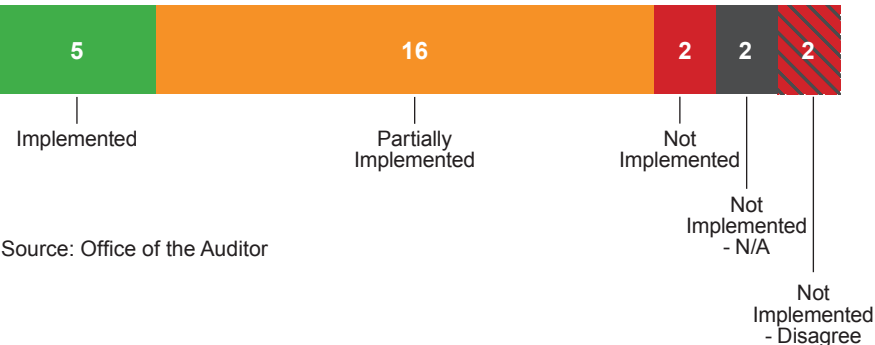 5 16 2 2 2
Implemented
Partially
Implemented
Not
Implemented
Not
Implemented
- N/A
Not
Implemented
- Disagree
Source: Office of the Auditor